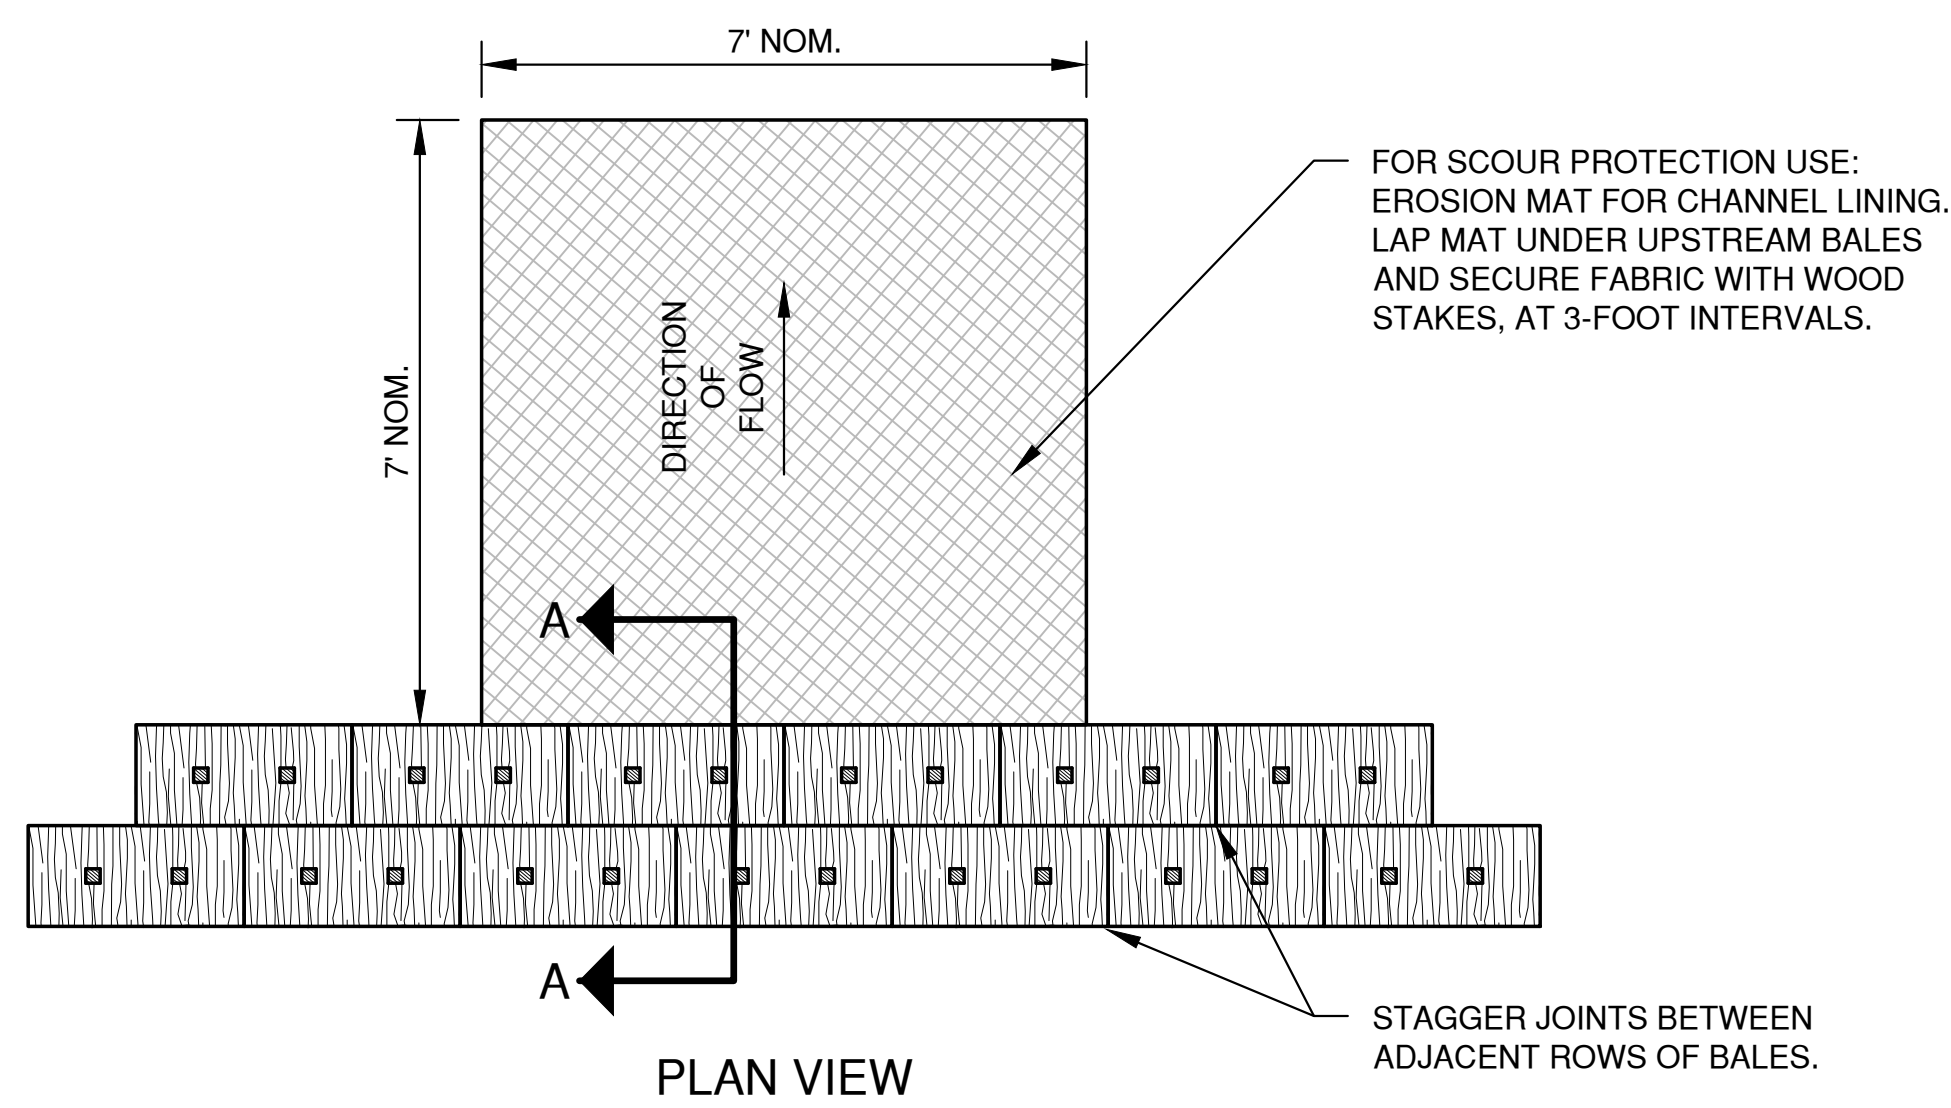 7' NOM.
FOR SCOUR PROTECTION USE:
EROSION MAT FOR CHANNEL LINING.
LAP MAT UNDER UPSTREAM BALES
AND SECURE FABRIC WITH WOOD
STAKES, AT 3-FOOT INTERVALS.
7' NOM.
DIRECTION
OF
FLOW
A
A
STAGGER JOINTS BETWEEN
ADJACENT ROWS OF BALES.
PLAN VIEW